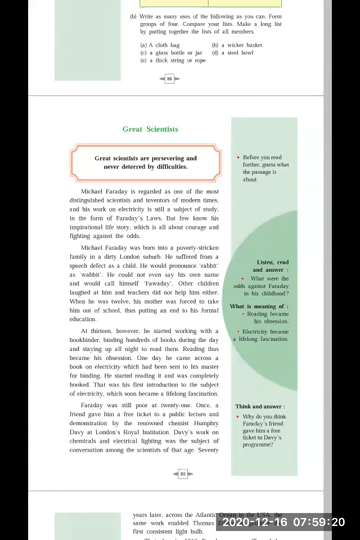 (b) Write as many uses of the following as you can. Form
groups of four. Compare your lists. Make a long list
by putting together the lists of all members.
(a) A cloth bag (b) a wicker basket
(c) a glass bottle or jar (d) a steel bowl
(e) a thick string or rope
Great Scientists
Great scientists are persevering and
never deterred by difficulties.
• Before you read
further, guess what
the passage is
about.
Michael Faraday is regarded as one of the most
distinguished scientists and inventors of modern times,
and his work on electricity is still a subject of study,
in the form of Faraday's Laws. But few know his
inspirational life story, which is all about courage and
fighting against the odds.
Michael Faraday was born into a poverty-stricken
family in a dirty London suburb. He suffered from a
speech defect as a child. He would pronounce 'rabbit'
as 'wabbit'. He could not even say his own name
and would call himself 'Fawaday'. Other children
laughed at him and teachers did not help him either.
When he was twelve, his mother was forced to take
him out of school, thus putting an end to his formal
education.
Listen, read
and answer :
• What were the
odds against Faraday
in his childhood?
What is meaning of :
• Reading became
his obsession.
• Electricity became
a lifelong fascination.
At thirteen, however, he started working with a
bookbinder, binding hundreds of books during the day
and staying up all night to read them. Reading thus
became his obsession. One day he came across a
book on electricity which had been sent to his master
for binding. He started reading it and was completely
hooked. That was his first introduction to the subject
of electricity, which soon became a lifelong fascination.
Faraday was still poor at twenty-one. Once, a
friend gave him a free ticket to a public lecture and
demonstration by the renowned chemist Humphry
Davy at London's Royal Institution. Davy's work on
chemicals and electrical lighting was the subject of
conversation among the scientists of that age. Seventy
Think and answer :
• Why do you think
Faraday's friend
gave him a free
ticket to Davy's
programme?
years later, across the Atlantic Ocean in the USA, the
same work enabled Thomas
first consistent light bulb.
2020-12-16 07:59:20